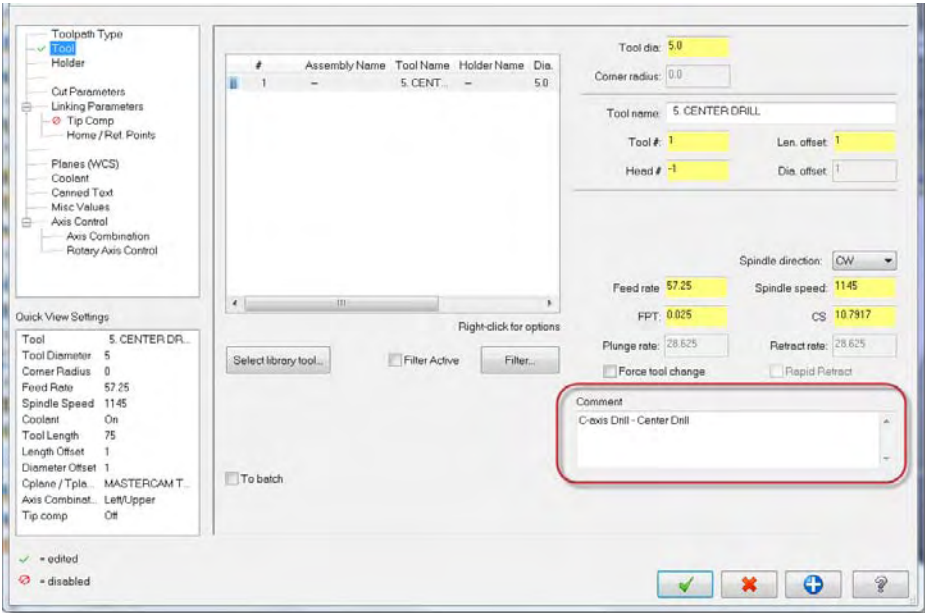 Toolpath Type
Tool
Holder
Cut Parameters
Linking Parameters
Tip Comp
Home / Ref. Points
Planes (WCS)
Coolant
Canned Text
Misc Values
Axis Control
Axis Combination
Rotary Axis Control
Quick View Settings
Tool 5. CENTER DR...
Tool Diameter 5
Corner Radius 0
Feed Rate 57.25
Spindle Speed 1145
Coolant On
Tool Length 75
Length Offset 1
Diameter Offset 1
Cplane / Tpla... MASTERCAM T...
Axis Combinat... Left/Upper
Tip comp Off
= edited
= disabled
# Assembly Name Tool Name Holder Name Dia.
1 -- 5. CENT... -- 5.0
Right-click for options
Select library tool...
Filter Active
Filter...
To batch
Tool dia: 5.0
Corner radius: 0.0
Tool name: 5. CENTER DRILL
Tool #: 1 Len. offset: 1
Head # -1 Dia. offset: 1
Spindle direction: CW
Feed rate: 57.25 Spindle speed: 1145
FPT: 0.025 CS 10.7917
Plunge rate: 28.625 Retract rate: 28.625
Force tool change Rapid Retract
Comment
C-axis Drill - Center Drill